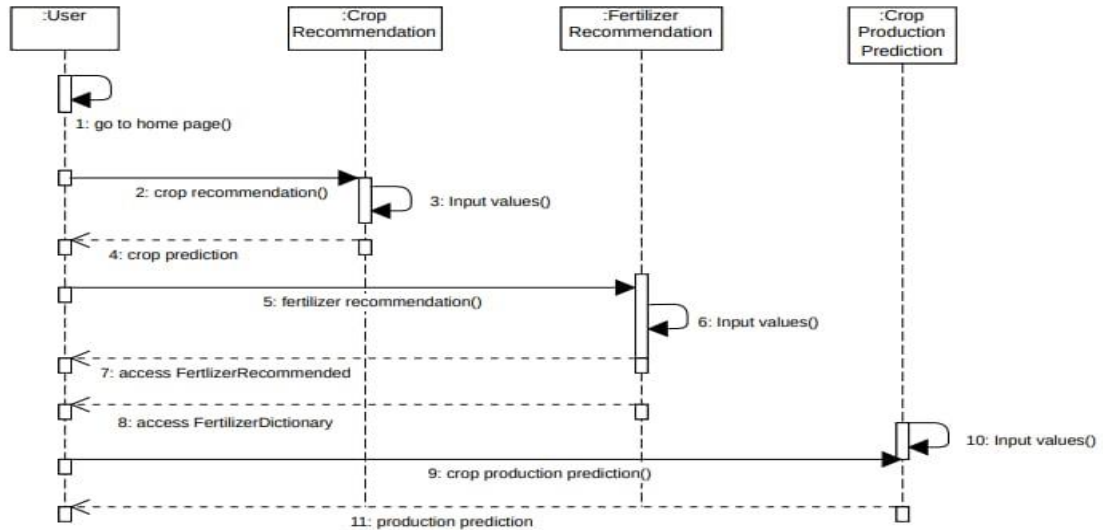 :User
:Crop
Recommendation
:Fertilizer
Recommendation
:Crop
Production
Prediction
1: go to home page()
2: crop recommendation()
3: Input values()
4: crop prediction
5: fertilizer recommendation()
6: Input values()
7: access FertlizerRecommended
8: access FertilizerDictionary
10: Input values()
9: crop production prediction()
11: production prediction